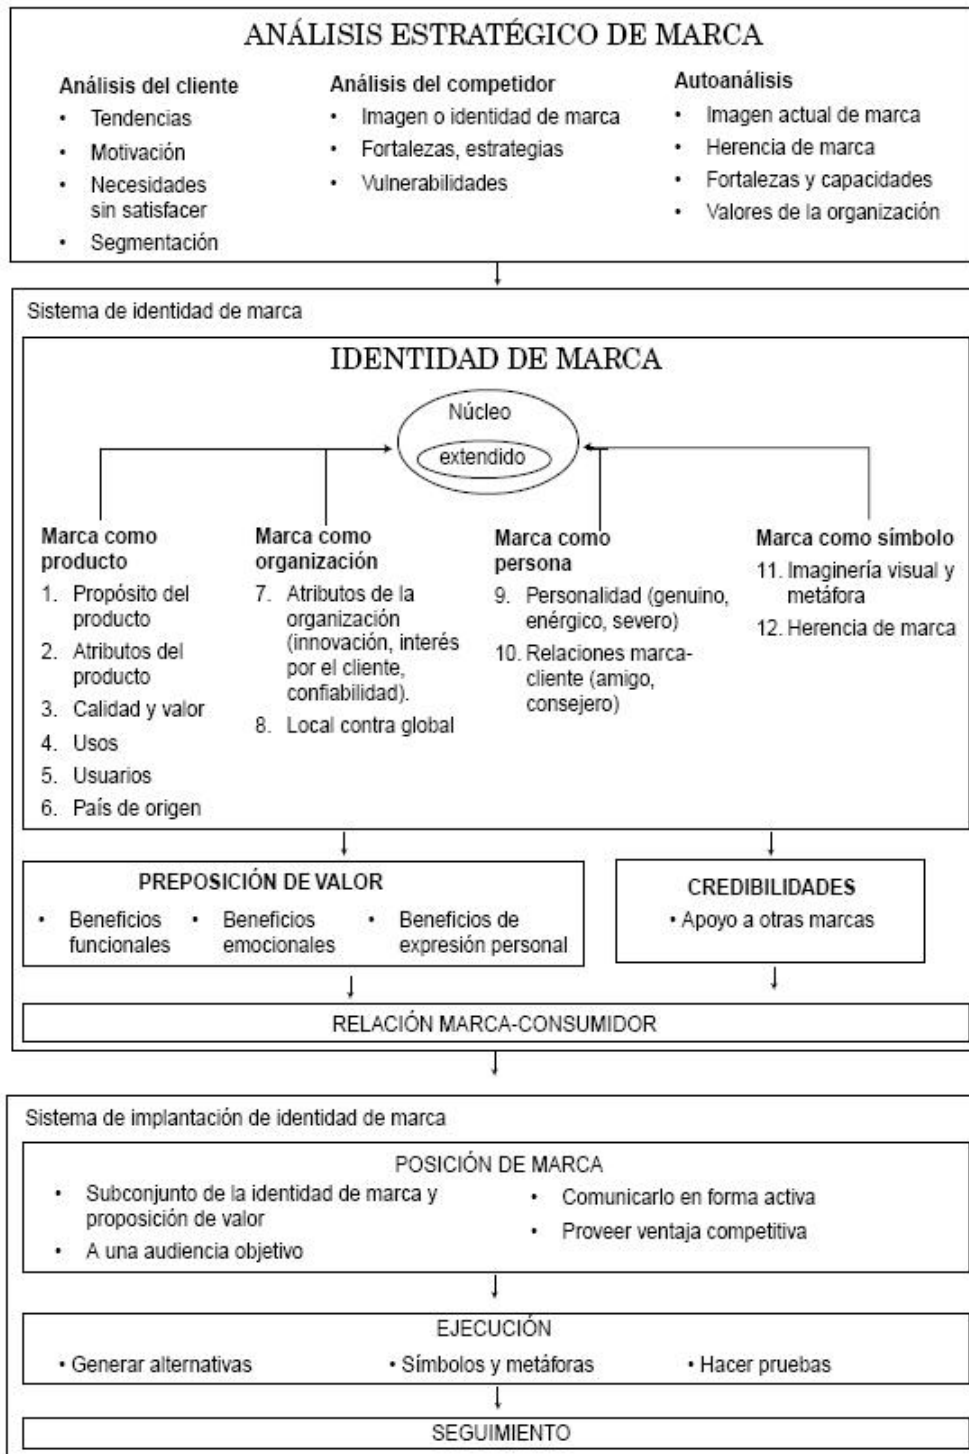 ANÁLISIS ESTRATÉGICO DE MARCA
Análisis del cliente
• Tendencias
• Motivación
• Necesidades
sin satisfacer
• Segmentación
Análisis del competidor
• Imagen o identidad de marca
• Fortalezas, estrategias
• Vulnerabilidades
Autoanálisis
• Imagen actual de marca
• Herencia de marca
• Fortalezas y capacidades
• Valores de la organización
Sistema de identidad de marca
IDENTIDAD DE MARCA
Núcleo
extendido
Marca como
producto
1. Propósito del
producto
2. Atributos del
producto
3. Calidad y valor
4. Usos
5. Usuarios
6. País de origen
Marca como
organización
7. Atributos de la
organización
(innovación, interés
por el cliente,
confiabilidad).
8. Local contra global
Marca como
persona
9. Personalidad (genuino,
enérgico, severo)
10. Relaciones marca-
cliente (amigo,
consejero)
Marca como símbolo
11. Imaginería visual y
metáfora
12. Herencia de marca
PREPOSICIÓN DE VALOR
• Beneficios
funcionales
• Beneficios
emocionales
• Beneficios de
expresión personal
CREDIBILIDADES
• Apoyo a otras marcas
RELACIÓN MARCA-CONSUMIDOR
Sistema de implantación de identidad de marca
POSICIÓN DE MARCA
• Subconjunto de la identidad de marca y
proposición de valor
• A una audiencia objetivo
• Comunicarlo en forma activa
• Proveer ventaja competitiva
EJECUCIÓN
• Generar alternativas
• Símbolos y metáforas
• Hacer pruebas
SEGUIMIENTO